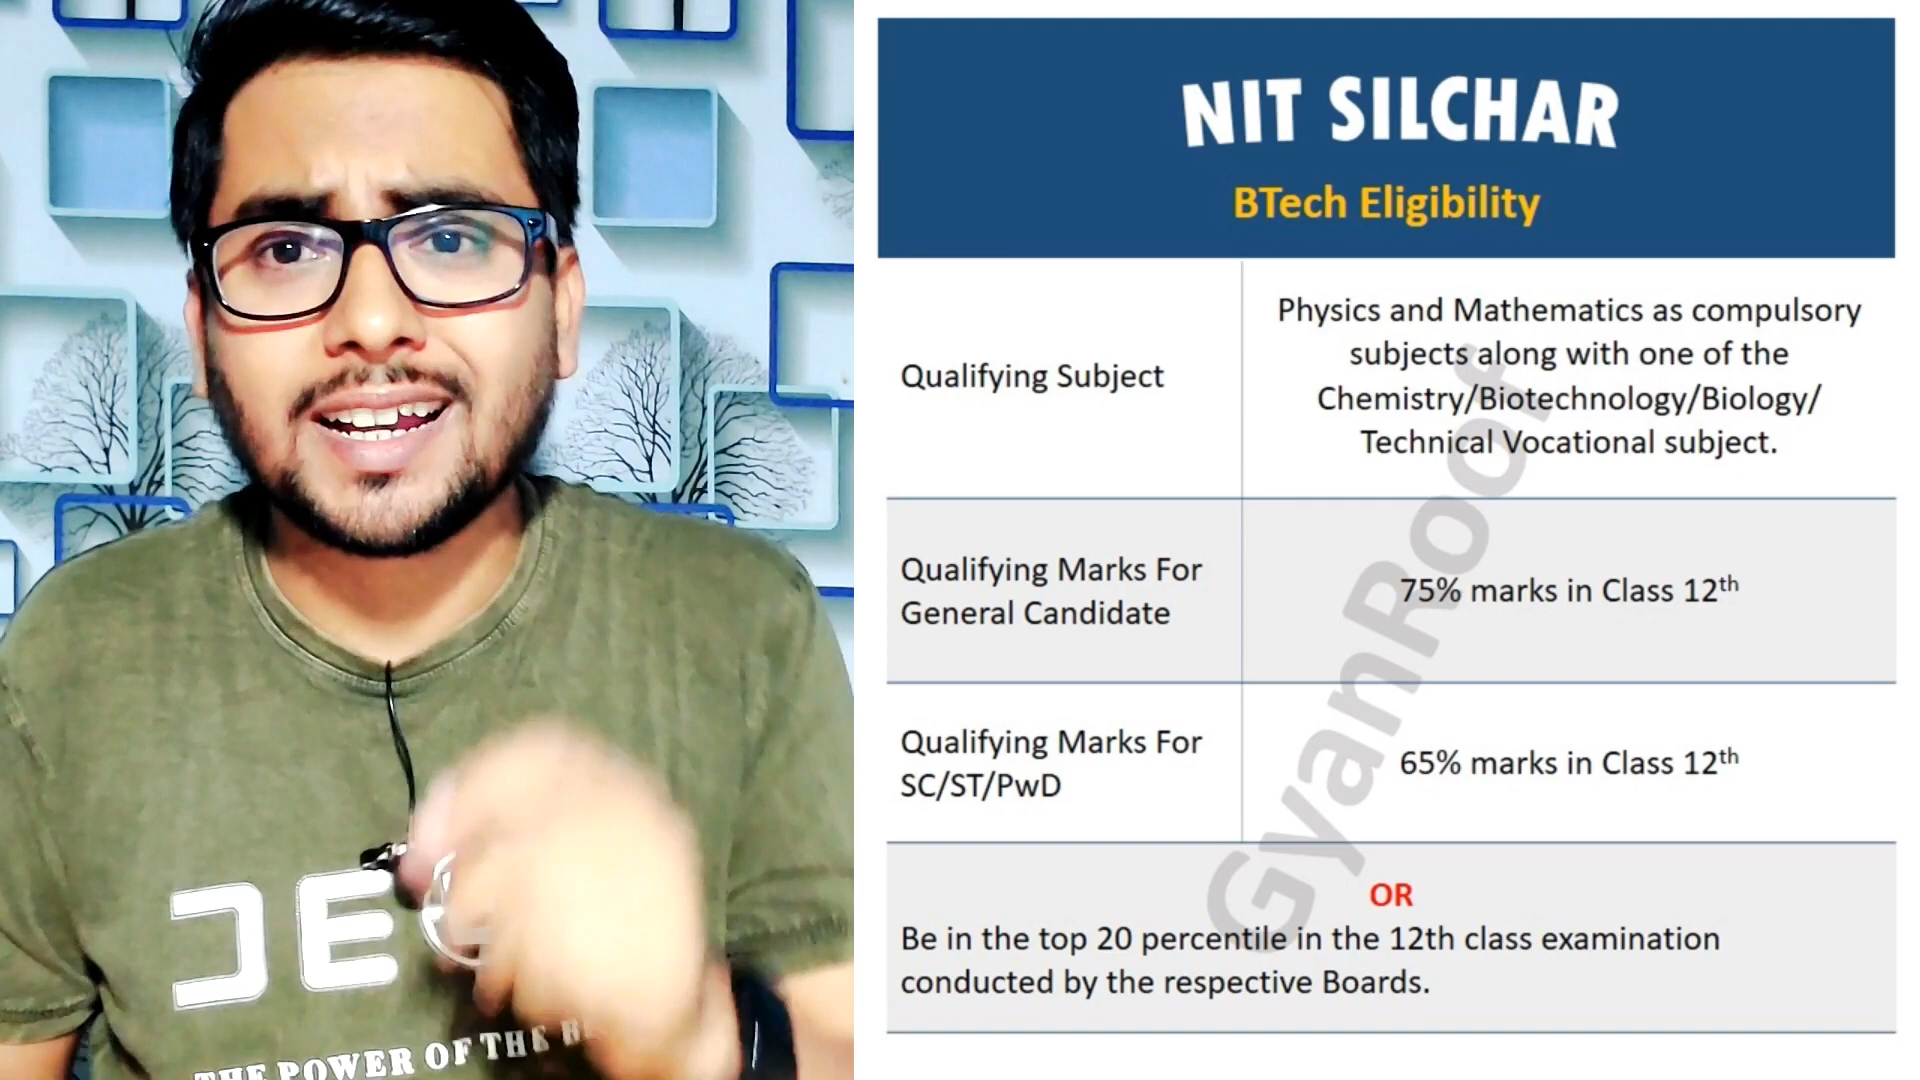 NIT SILCHAR
BTech Eligibility
Qualifying Subject
Physics and Mathematics as compulsory
subjects along with one of the
Chemistry/Biotechnology/Biology/
Technical Vocational subject.
Qualifying Marks For
General Candidate
75% marks in Class 12th
Qualifying Marks For
SC/ST/PwD
65% marks in Class 12th
OR
Be in the top 20 percentile in the 12th class examination
conducted by the respective Boards.
GyanRoof
THE POWER OF THE